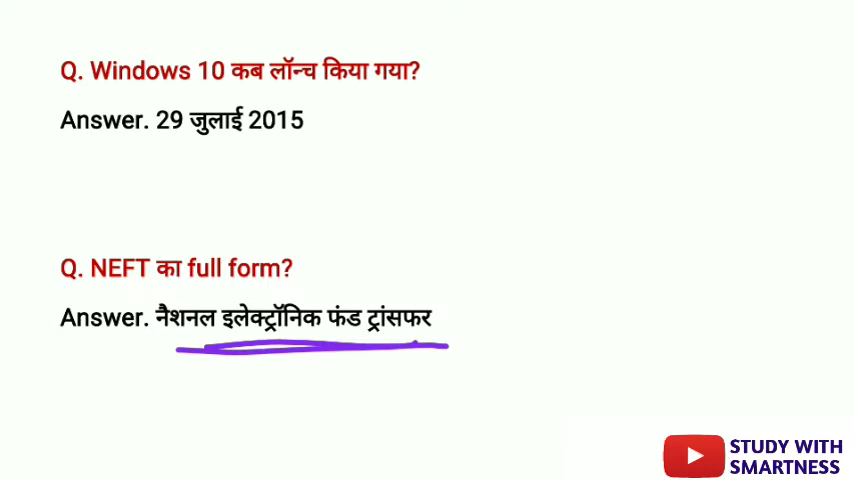 Q. Windows 10 कब लॉन्च किया गया?
Answer. 29 जुलाई 2015
Q. NEFT का full form?
Answer. नैशनल इलेक्ट्रॉनिक फंड ट्रांसफर
STUDY WITH
SMARTNESS